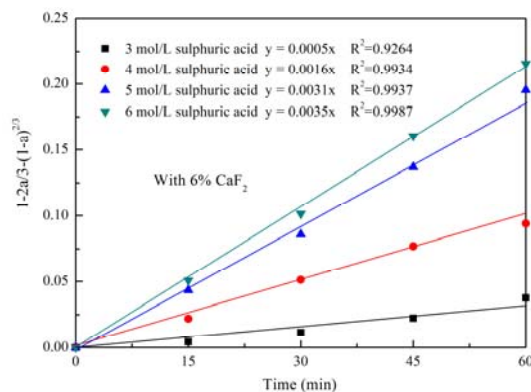 0.25
0.20
0.15
0.10
0.05
0.00
1-2a/3-(1-a)^{2/3}
3 mol/L sulphuric acid y = 0.0005x R²=0.9264
4 mol/L sulphuric acid y = 0.0016x R²=0.9934
5 mol/L sulphuric acid y = 0.0031x R²=0.9937
6 mol/L sulphuric acid y = 0.0035x R²=0.9987
With 6% CaF₂
0 15 30 45 60
Time (min)